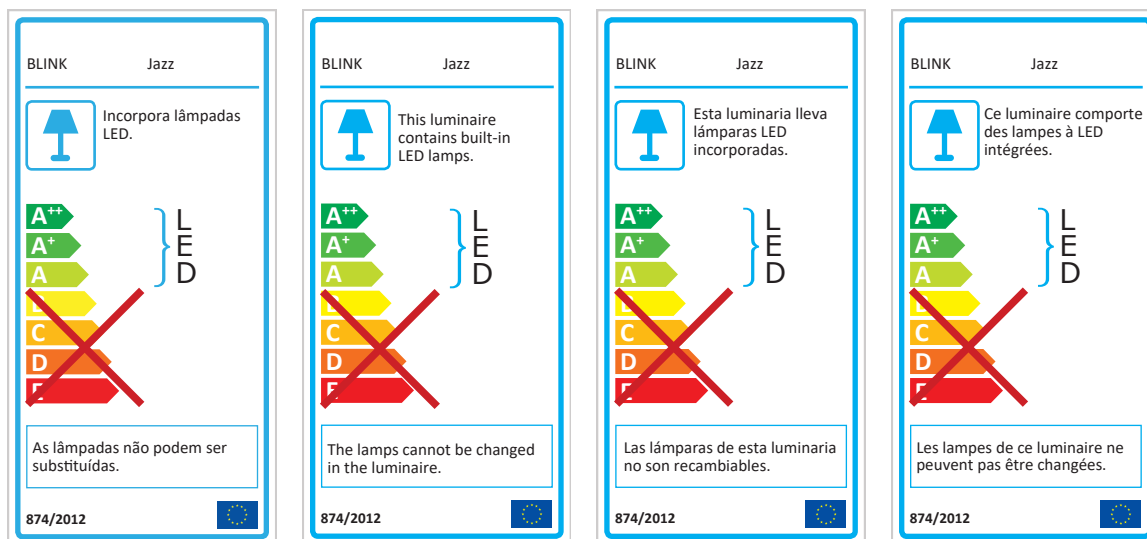 BLINK Jazz
Incorpora lâmpadas
LED.
A++
A+
A
C
D
L
E
D
As lâmpadas não podem ser
substituídas.
874/2012
BLINK Jazz
This luminaire
contains built-in
LED lamps.
A++
A+
A
C
D
L
E
D
The lamps cannot be changed
in the luminaire.
874/2012
BLINK Jazz
Esta luminaria lleva
lámparas LED
incorporadas.
A++
A+
A
C
D
L
E
D
Las lámparas de esta luminaria
no son recambiables.
874/2012
BLINK Jazz
Ce luminaire comporte
des lampes à LED
intégrées.
A++
A+
A
C
D
L
E
D
Les lampes de ce luminaire ne
peuvent pas être changées.
874/2012